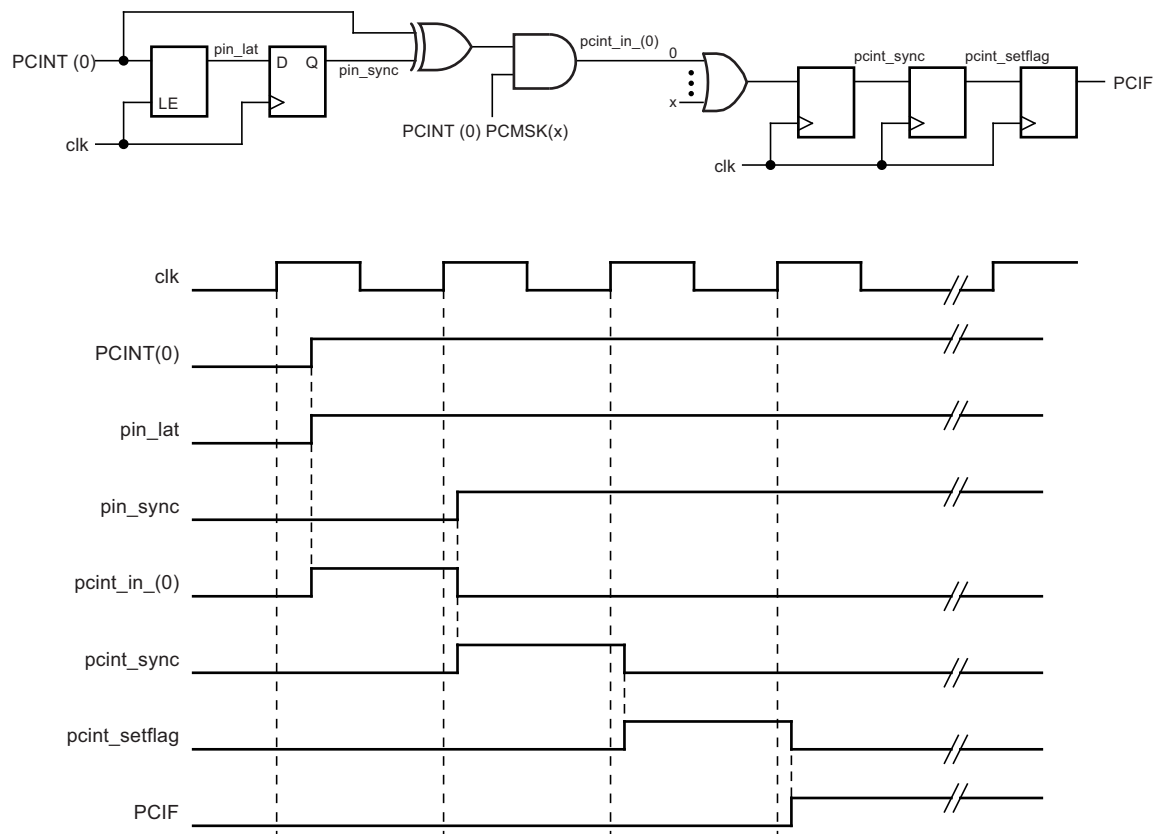 PCINT (0)
pin_lat
D Q
pin_sync
LE
clk
pcint_in_(0)
0
x
PCINT (0) PCMSK(x)
pcint_sync
pcint_setflag
PCIF
clk
clk
PCINT(0)
pin_lat
pin_sync
pcint_in_(0)
pcint_sync
pcint_setflag
PCIF